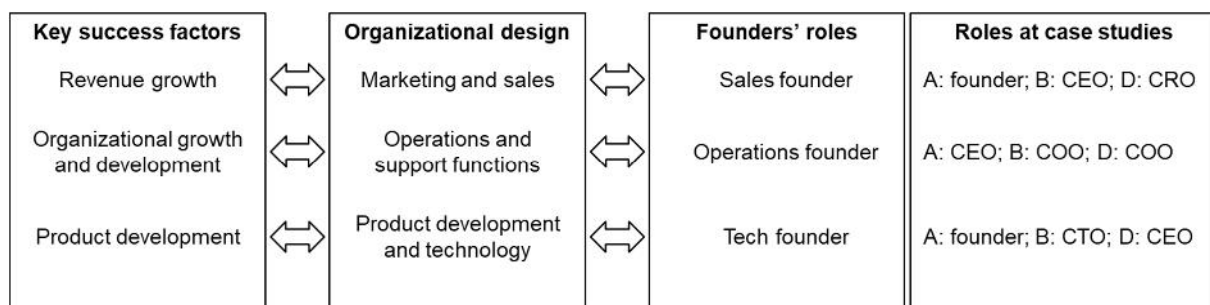 Key success factors
Revenue growth
Organizational growth
and development
Product development
Organizational design
Marketing and sales
Operations and
support functions
Product development
and technology
Founders' roles
Sales founder
Operations founder
Tech founder
Roles at case studies
A: founder; B: CEO; D: CRO
A: CEO; B: COO; D: COO
A: founder; B: CTO; D: CEO